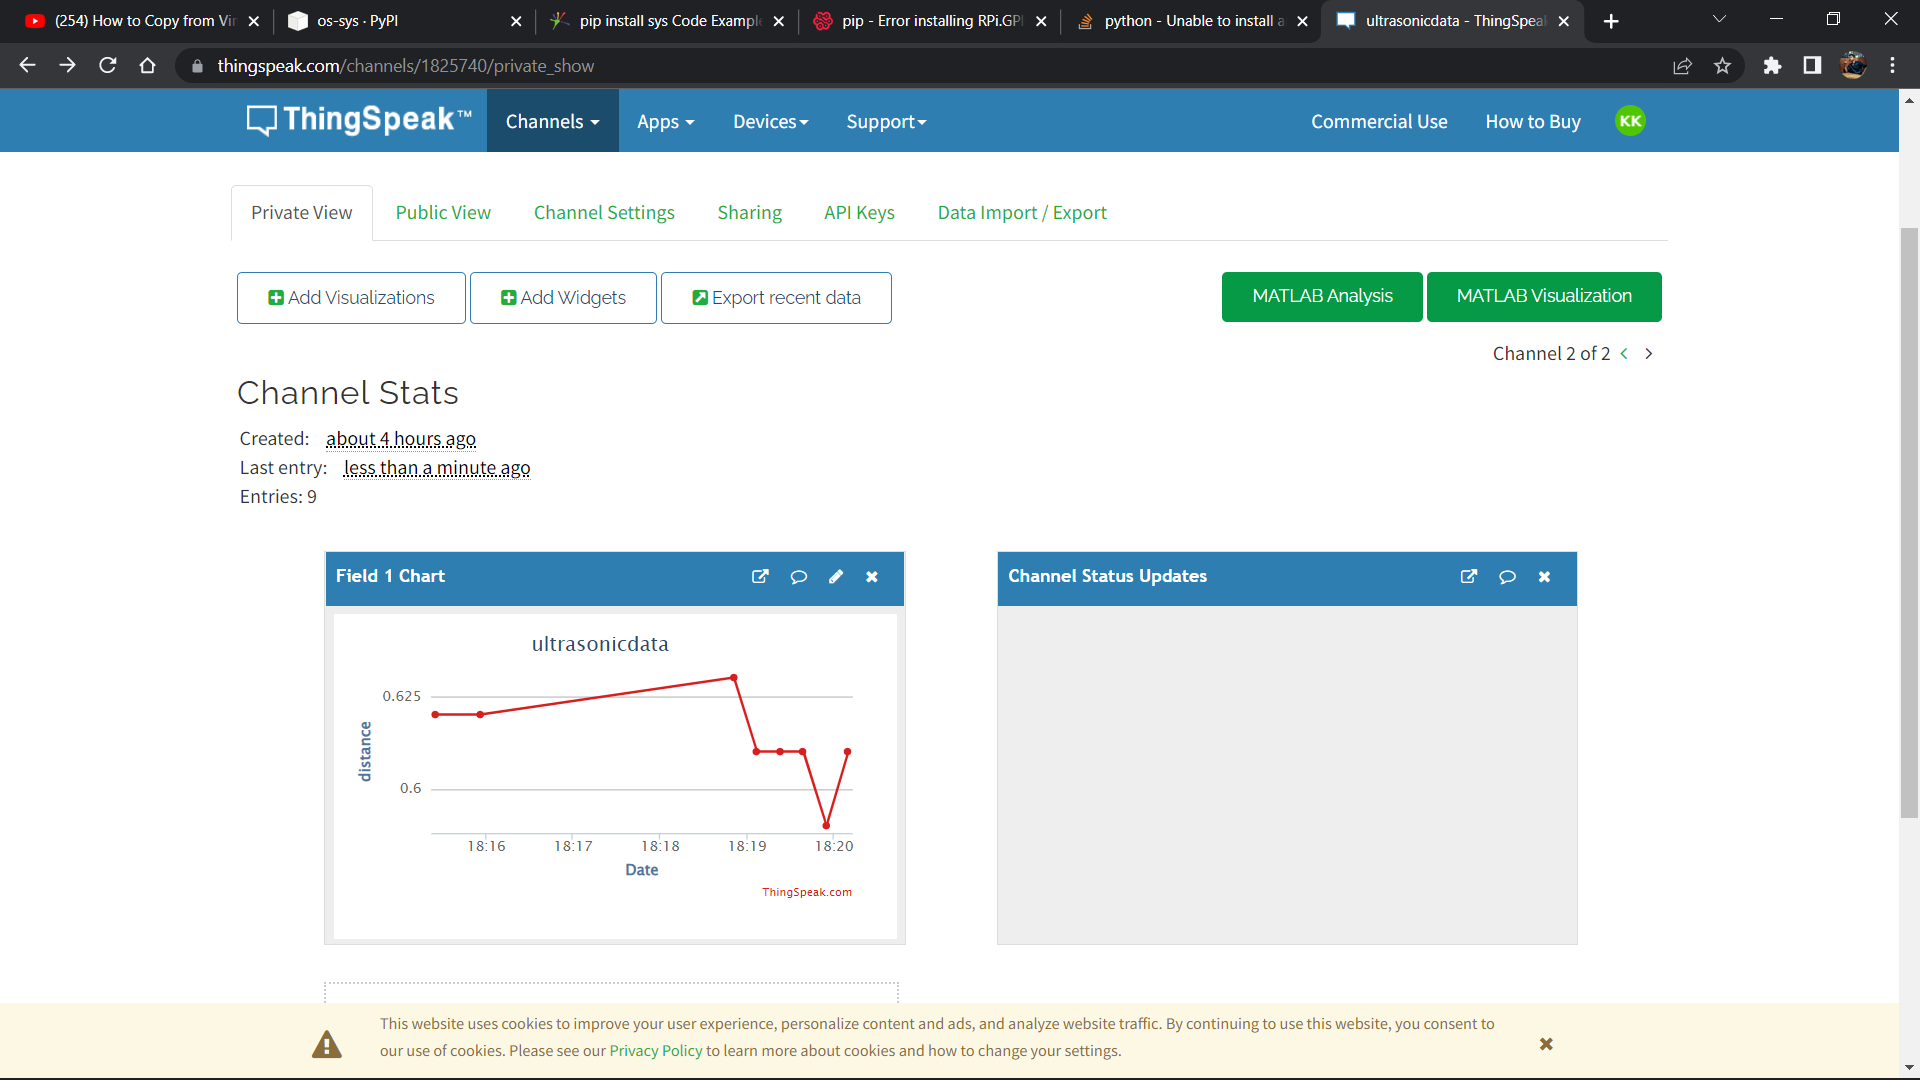 (254) How to Copy from Vir
os-sys · PyPI
pip install sys Code Example
pip - Error installing RPi.GPI
python - Unable to install a
ultrasonicdata - ThingSpeak
thingspeak.com/channels/1825740/private_show
ThingSpeak™
Channels
Apps
Devices
Support
Commercial Use
How to Buy
KK
Private View
Public View
Channel Settings
Sharing
API Keys
Data Import / Export
Add Visualizations
Add Widgets
Export recent data
MATLAB Analysis
MATLAB Visualization
Channel 2 of 2
Channel Stats
Created: about 4 hours ago
Last entry: less than a minute ago
Entries: 9
Field 1 Chart
Channel Status Updates
ultrasonicdata
0.625
distance
0.6
18:16
18:17
18:18
18:19
18:20
Date
ThingSpeak.com
This website uses cookies to improve your user experience, personalize content and ads, and analyze website traffic. By continuing to use this website, you consent to
our use of cookies. Please see our Privacy Policy to learn more about cookies and how to change your settings.